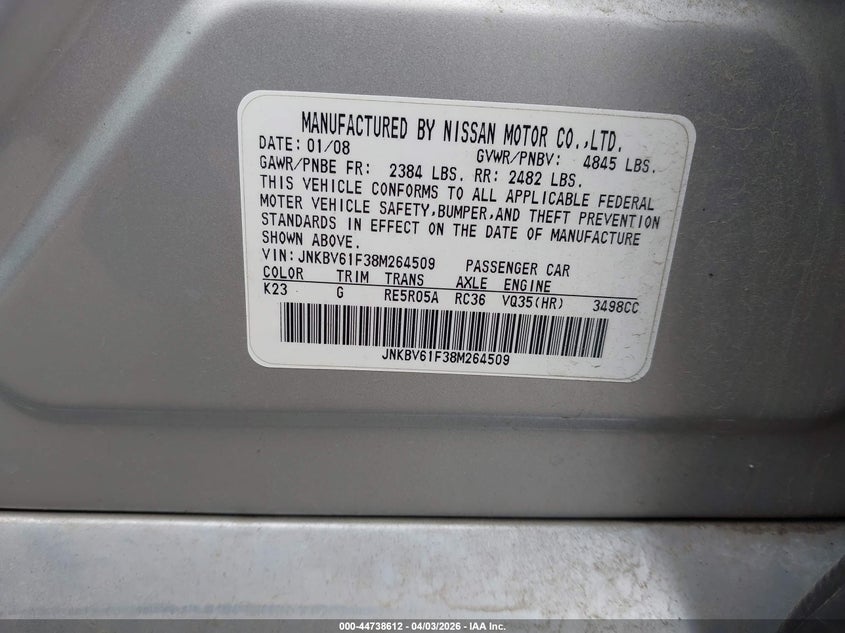 MANUFACTURED BY NISSAN MOTOR CO.,LTD.
DATE: 01/08 GVWR/PNBV: 4845 LBS.
GAWR/PNBE FR: 2384 LBS. RR: 2482 LBS.
THIS VEHICLE CONFORMS TO ALL APPLICABLE FEDERAL
MOTER VEHICLE SAFETY,BUMPER,AND THEFT PREVENTION
STANDARDS IN EFFECT ON THE DATE OF MANUFACTURE
SHOWN ABOVE.
VIN:JNKBV61F38M264509 PASSENGER CAR
COLOR TRIM TRANS AXLE ENGINE
K23 G RE5R05A RC36 VQ35(HR) 3498CC
JNKBV61F38M264509
000-44738612 - 04/03/2026 - IAA Inc.